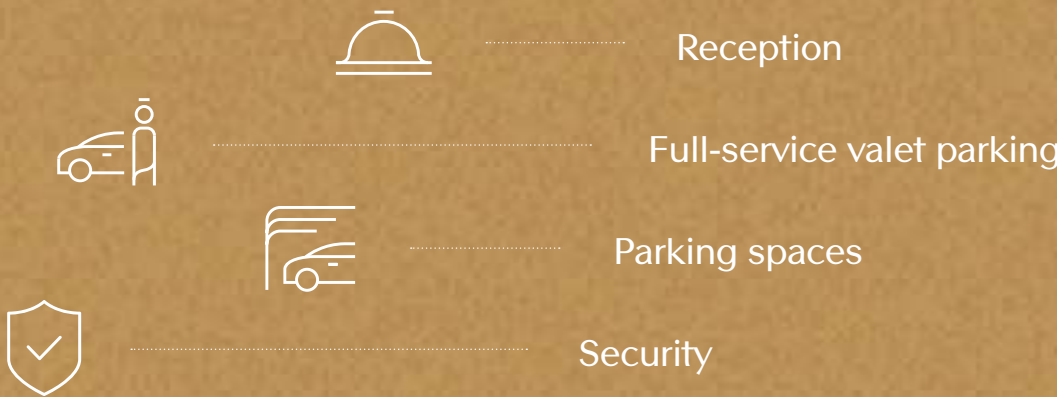 Reception
Full-service valet parking
Parking spaces
Security